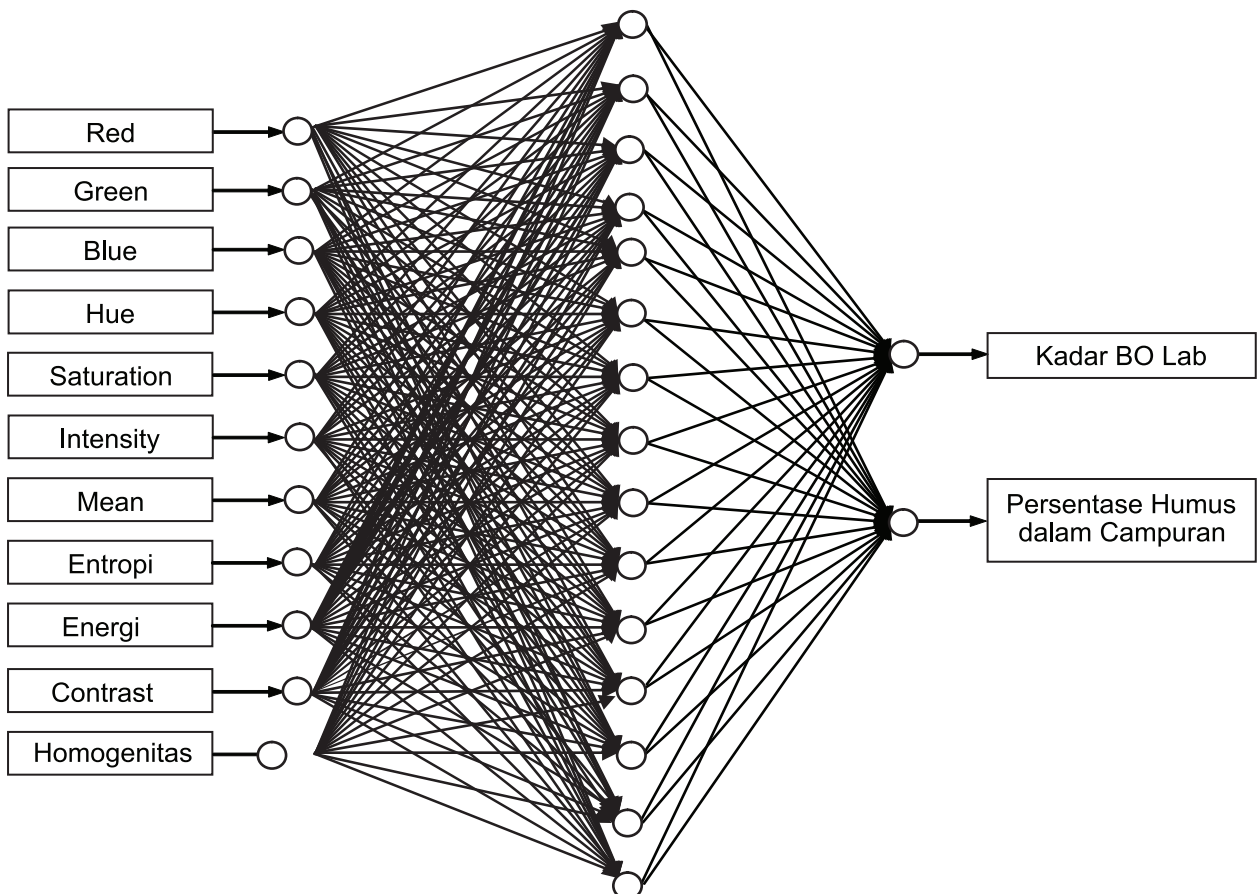 Red
Green
Blue
Hue
Saturation
Intensity
Mean
Entropi
Energi
Contrast
Homogenitas
Kadar BO Lab
Persentase Humus
dalam Campuran